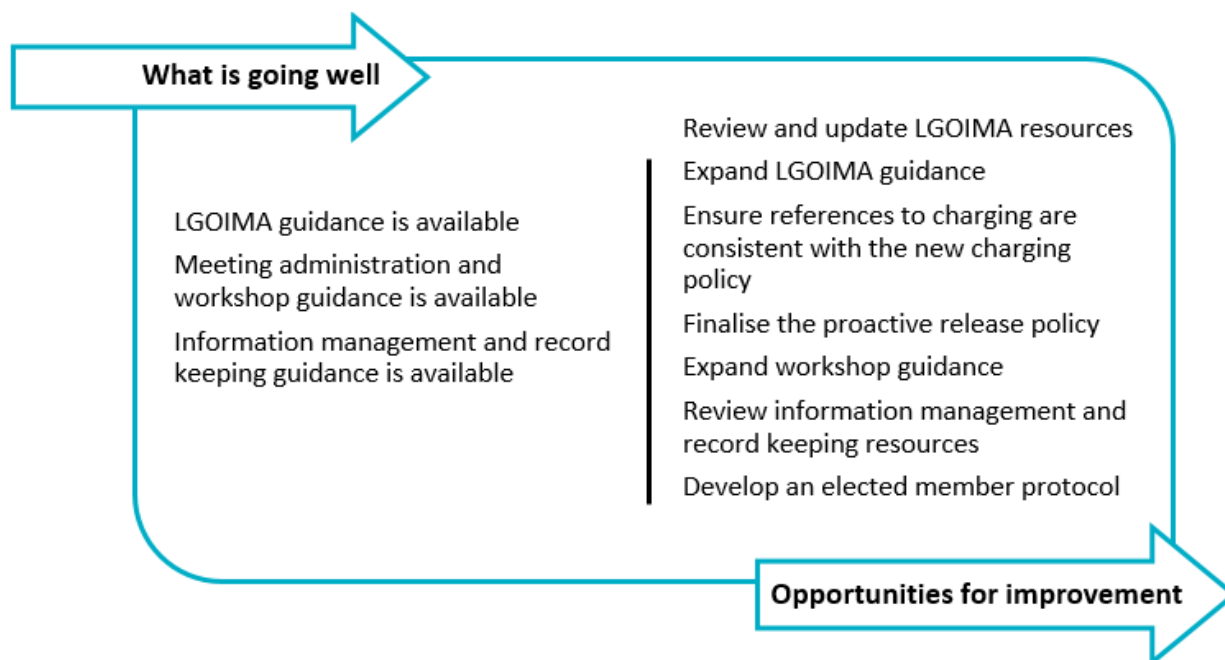 What is going well
LGOIMA guidance is available
Meeting administration and
workshop guidance is available
Information management and record
keeping guidance is available
Review and update LGOIMA resources
Expand LGOIMA guidance
Ensure references to charging are
consistent with the new charging
policy
Finalise the proactive release policy
Expand workshop guidance
Review information management and
record keeping resources
Develop an elected member protocol
Opportunities for improvement